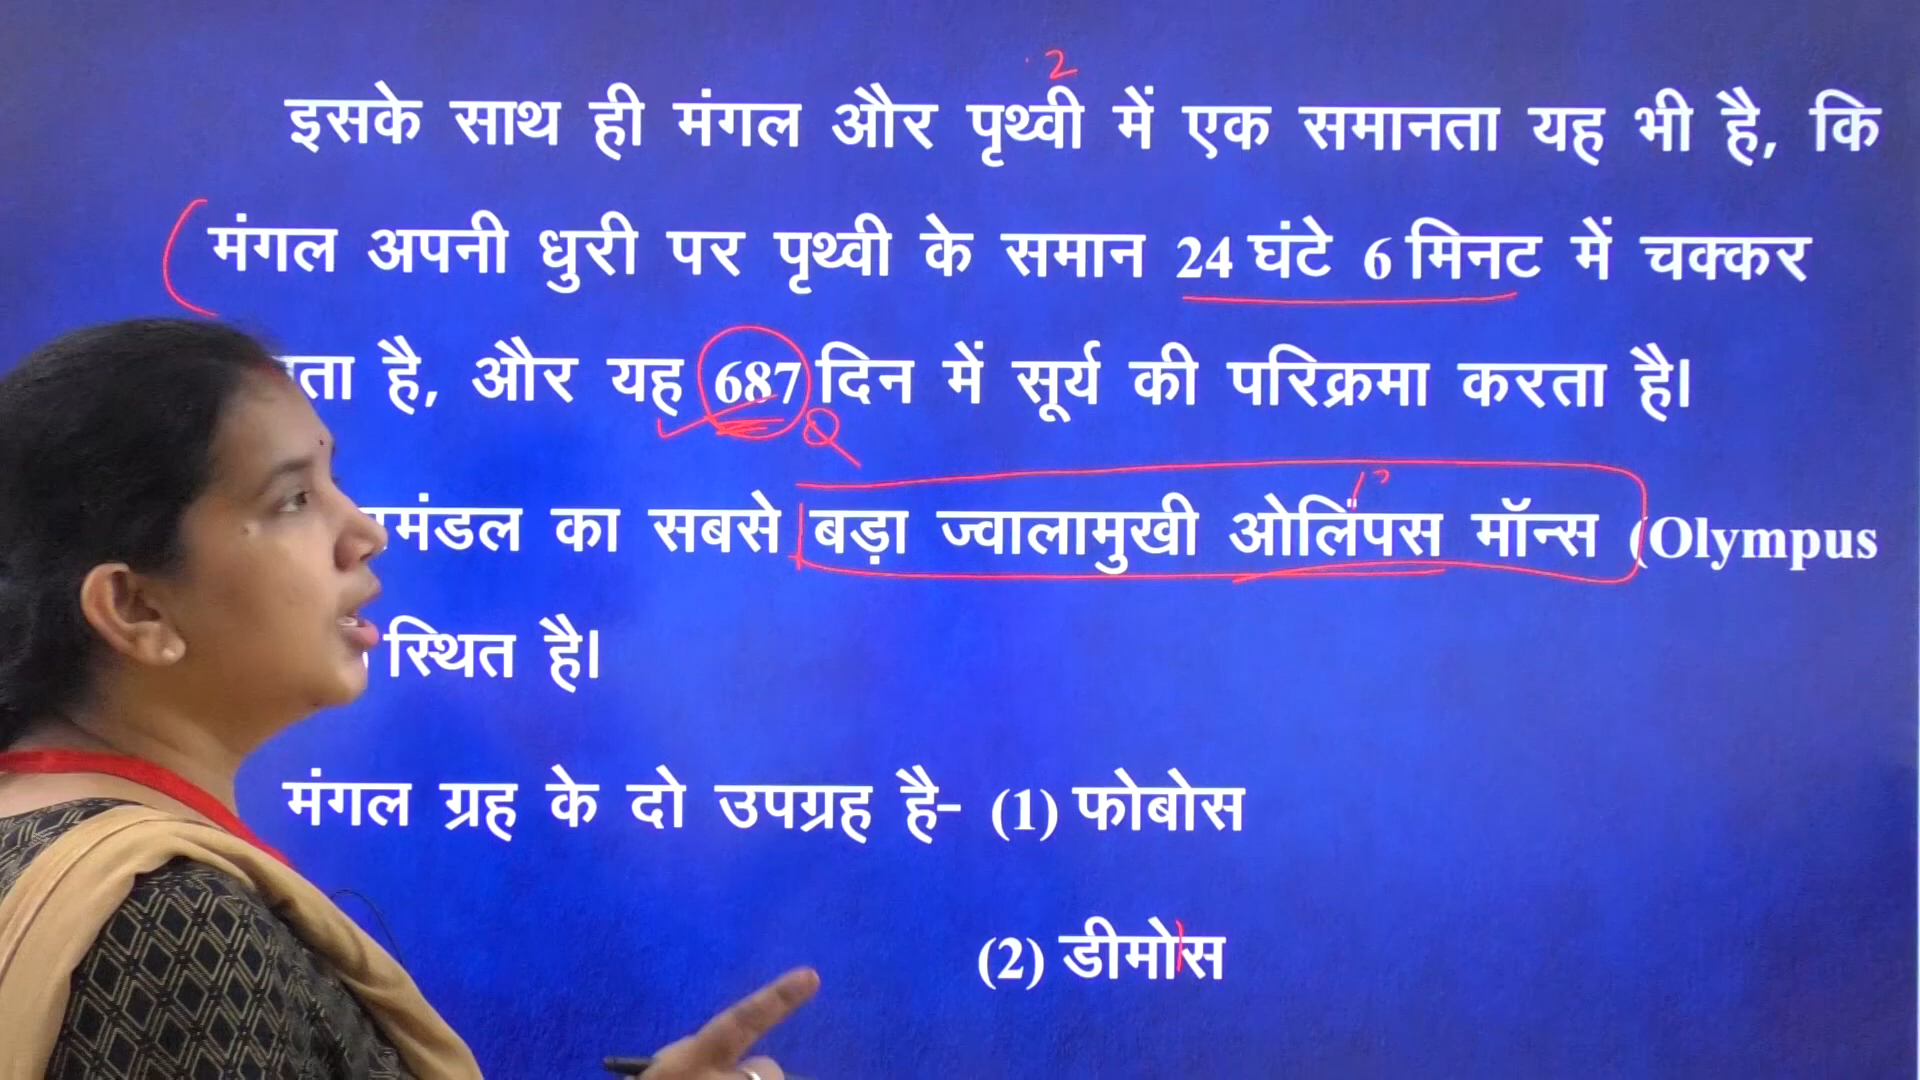 2
इसके साथ ही मंगल और पृथ्वी में एक समानता यह भी है, कि
मंगल अपनी धुरी पर पृथ्वी के समान 24 घंटे 6 मिनट में चक्कर
है, और यह 687 दिन में सूर्य की परिक्रमा करता है।
का सबसे बड़ा ज्वालामुखी ओलिंपस मॉन्स (Olympus
स्थित है।
मंगल ग्रह के दो उपग्रह है- (1) फोबोस
(2) डीमोस